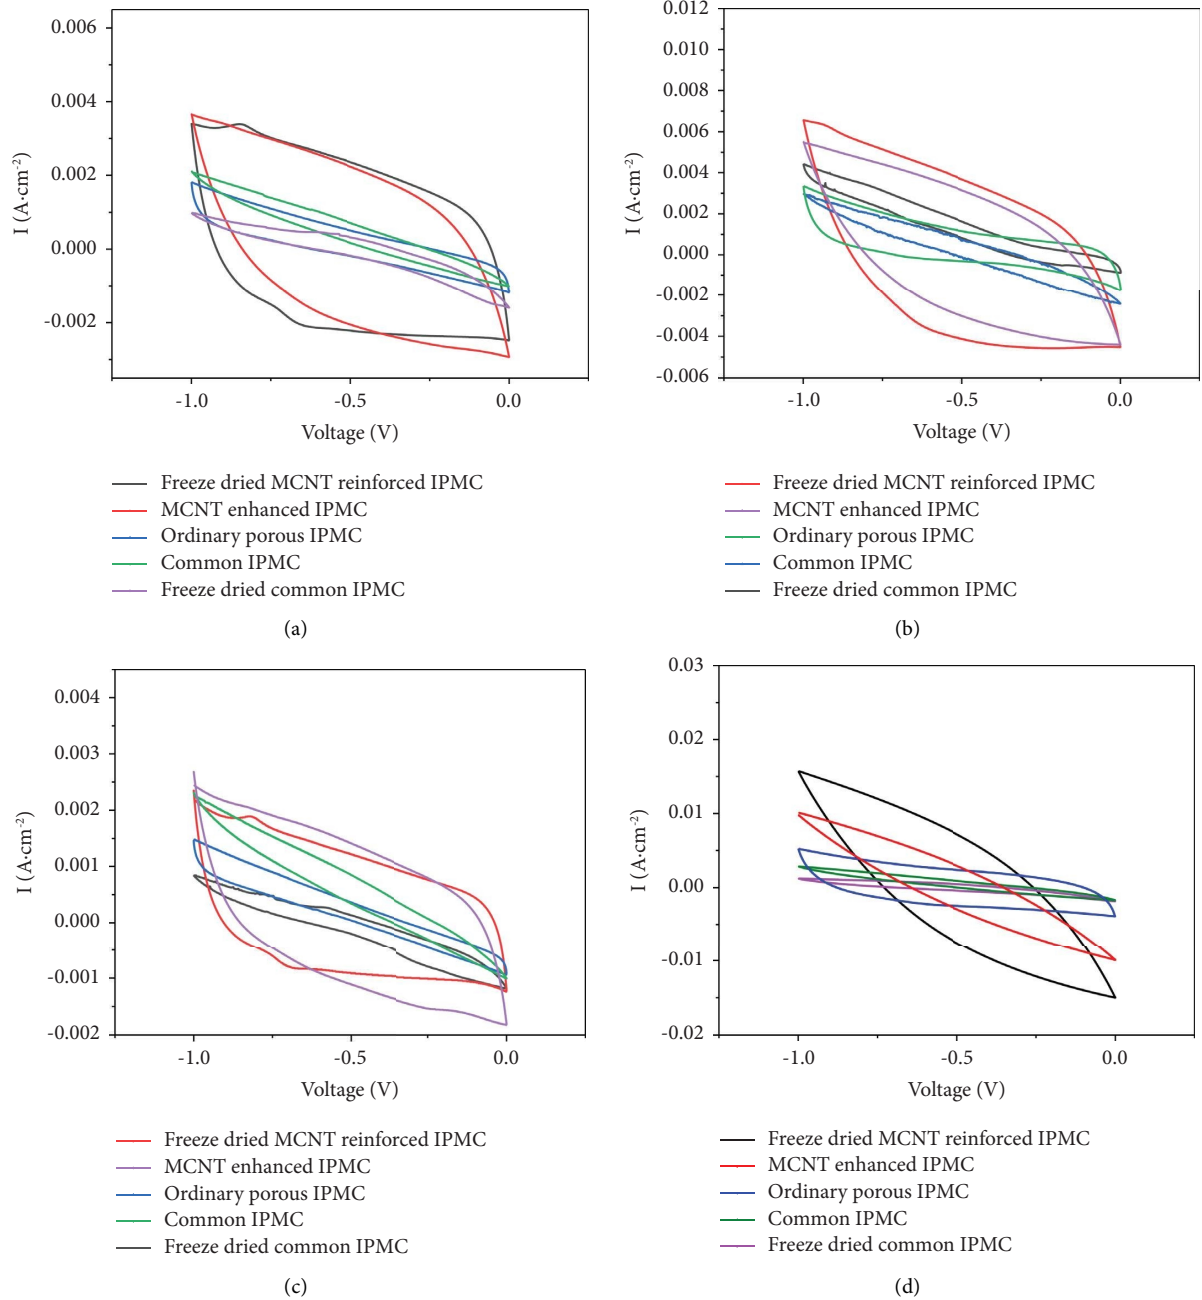 0.006
0.004
0.002
0.000
-0.002
I (A·cm⁻²)
-1.0 -0.5 0.0
Voltage (V)
Freeze dried MCNT reinforced IPMC
MCNT enhanced IPMC
Ordinary porous IPMC
Common IPMC
Freeze dried common IPMC
(a)
0.012
0.010
0.008
0.006
0.004
0.002
0.000
-0.002
-0.004
-0.006
I (A·cm⁻²)
-1.0 -0.5 0.0
Voltage (V)
Freeze dried MCNT reinforced IPMC
MCNT enhanced IPMC
Ordinary porous IPMC
Common IPMC
Freeze dried common IPMC
(b)
0.004
0.003
0.002
0.001
0.000
-0.001
-0.002
I (A·cm⁻²)
-1.0 -0.5 0.0
Voltage (V)
Freeze dried MCNT reinforced IPMC
MCNT enhanced IPMC
Ordinary porous IPMC
Common IPMC
Freeze dried common IPMC
(c)
0.03
0.02
0.01
0.00
-0.01
-0.02
I (A·cm⁻²)
-1.0 -0.5 0.0
Voltage (V)
Freeze dried MCNT reinforced IPMC
MCNT enhanced IPMC
Ordinary porous IPMC
Common IPMC
Freeze dried common IPMC
(d)